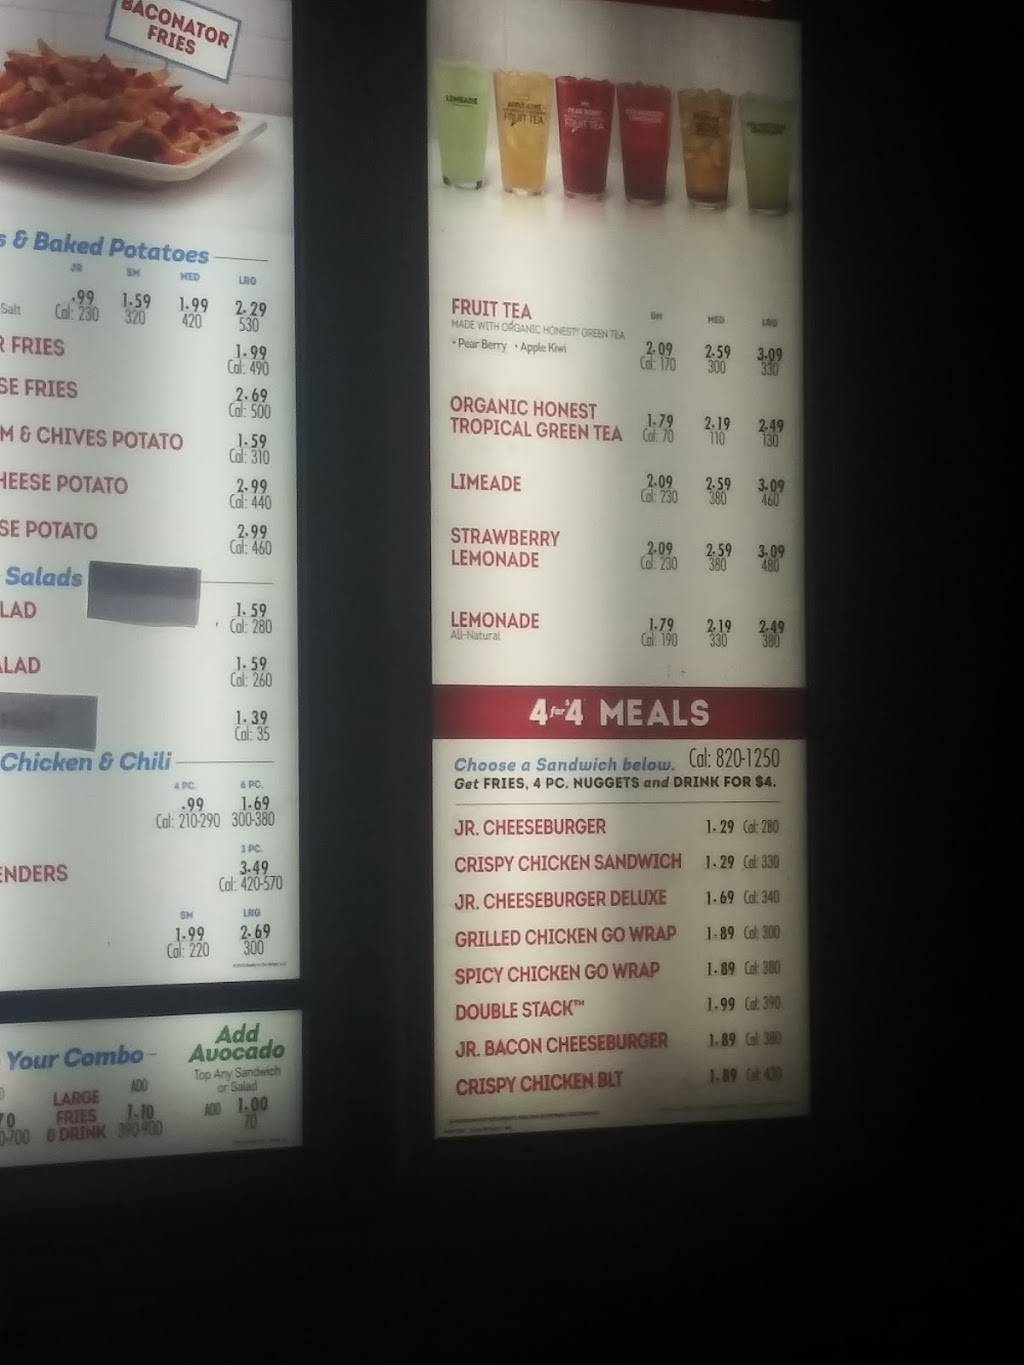 BACONATOR
FRIES
s & Baked Potatoes
JR SM MED LRG
Salt .99 1.59 1.99 2.29
Cal: 230 320 420 530
R FRIES 1.99
Cal: 490
SE FRIES 2.69
Cal: 500
M & CHIVES POTATO 1.59
Cal: 310
HEESE POTATO 2.99
Cal: 440
SE POTATO 2.99
Cal: 460
Salads
LAD 1.59
Cal: 280
ALAD 1.59
Cal: 260
1.39
Cal: 35
Chicken & Chili
4 PC. 6 PC.
.99 1.69
Cal: 210-290 300-380
3 PC.
ENDERS 3.49
Cal: 420-570
SM LRG
1.99 2.69
Cal: 220 300
Your Combo
LARGE
FRIES
& DRINK
ADD
1.10
390-900
Add
Avocado
Top Any Sandwich
or Salad
ADD 1.00
70
LIMEADE
FRUIT TEA
PEAR BERRY
FRUIT TEA
FRUIT TEA
MADE WITH ORGANIC HONEST GREEN TEA
• Pear Berry • Apple Kiwi
SM MED LRG
2.09 2.59 3.09
Cal: 170 300 330
ORGANIC HONEST
TROPICAL GREEN TEA
1.79 2.19 2.49
Cal: 70 110 130
LIMEADE 2.09 2.59 3.09
Cal: 230 380 460
STRAWBERRY
LEMONADE
2.09 2.59 3.09
Cal: 230 380 480
LEMONADE
All-Natural
1.79 2.19 2.49
Cal: 190 330 380
4 for $4 MEALS
Choose a Sandwich below. Cal: 820-1250
Get FRIES, 4 PC. NUGGETS and DRINK FOR $4.
JR. CHEESEBURGER 1.29 Cal: 280
CRISPY CHICKEN SANDWICH 1.29 Cal: 330
JR. CHEESEBURGER DELUXE 1.69 Cal: 340
GRILLED CHICKEN GO WRAP 1.89 Cal: 300
SPICY CHICKEN GO WRAP 1.89 Cal: 380
DOUBLE STACK™ 1.99 Cal: 390
JR. BACON CHEESEBURGER 1.89 Cal: 380
CRISPY CHICKEN BLT 1.89 Cal: 430